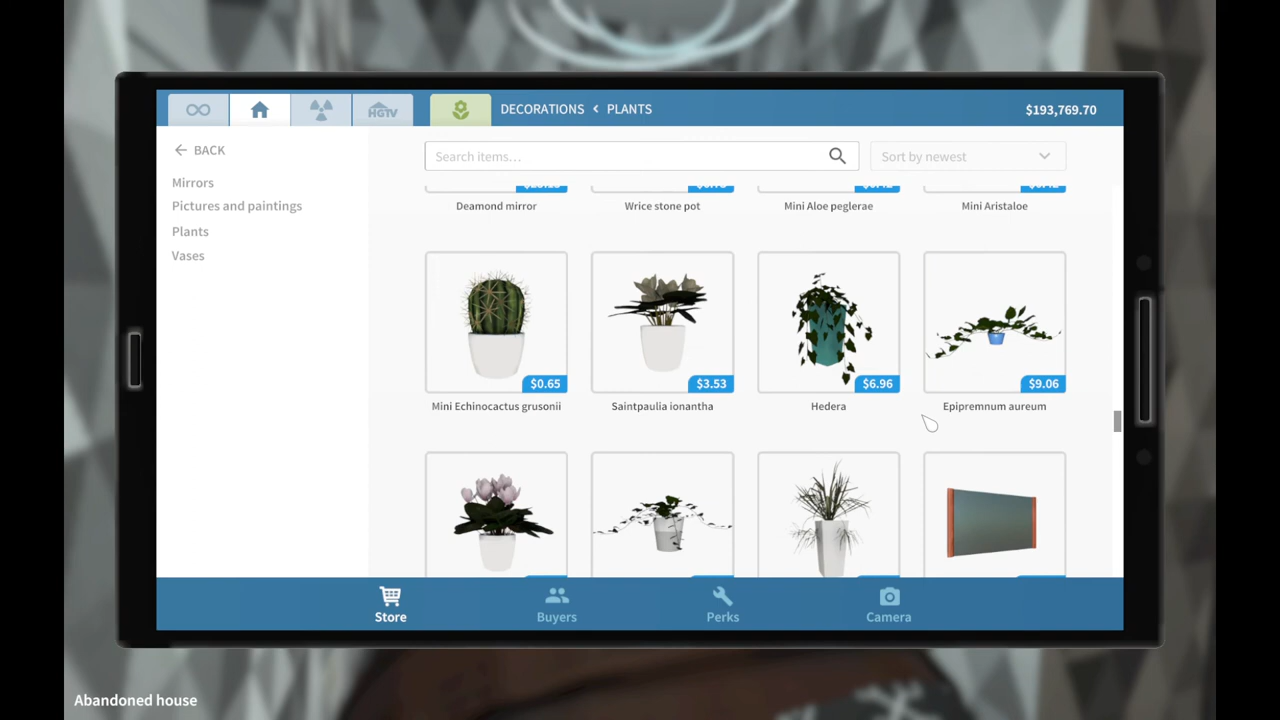 HGTV
DECORATIONS < PLANTS
$193,769.70
BACK
Search items...
Sort by newest
Mirrors
Pictures and paintings
Plants
Vases
Deamond mirror
Wrice stone pot
Mini Aloe peglerae
Mini Aristaloe
$0.65
$3.53
$6.96
$9.06
Mini Echinocactus grusonii
Saintpaulia ionantha
Hedera
Epipremnum aureum
Store
Buyers
Perks
Camera
Abandoned house